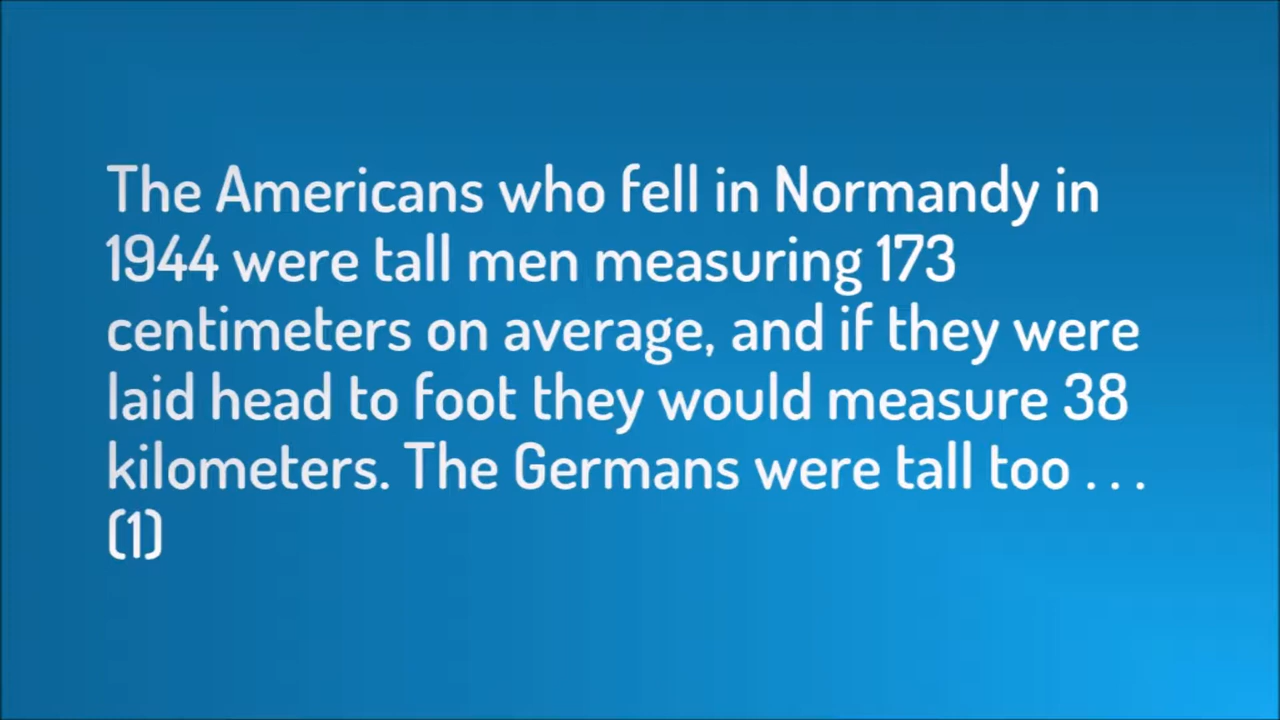 The Americans who fell in Normandy in
1944 were tall men measuring 173
centimeters on average, and if they were
laid head to foot they would measure 38
kilometers. The Germans were tall too . . .
(1)